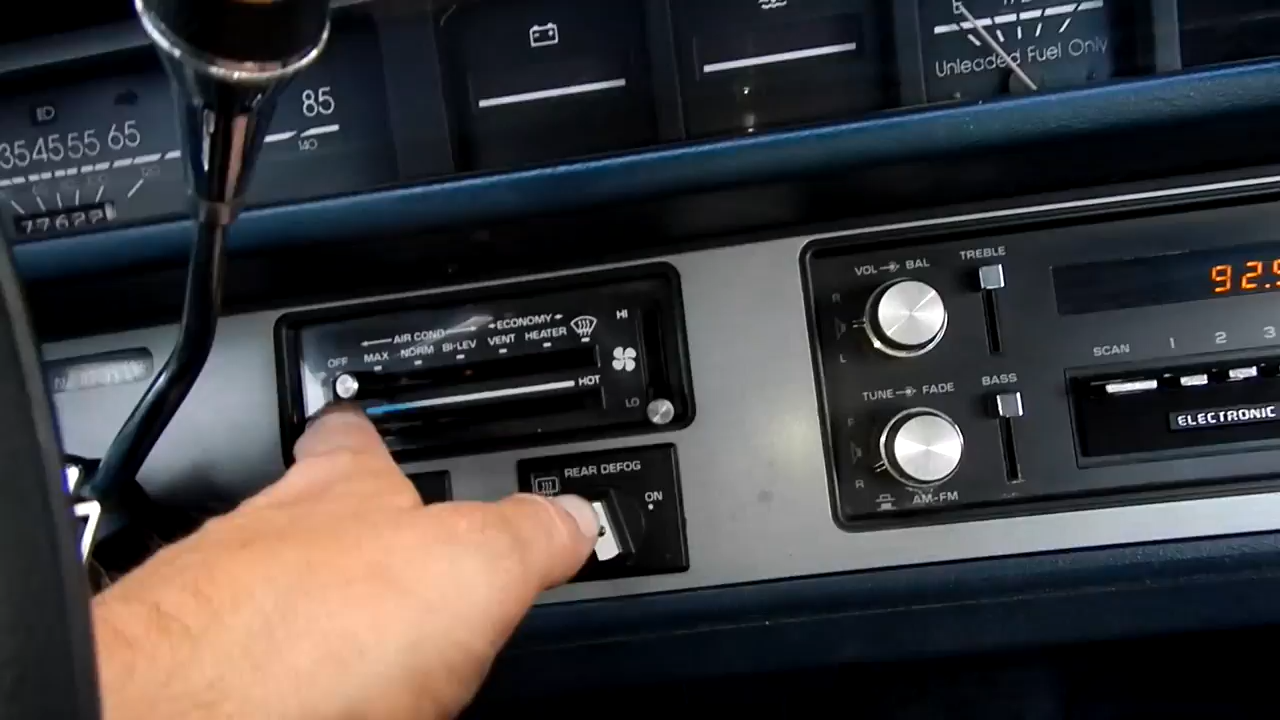 E
Unleaded Fuel Only
85
35 45 55 65
140
77622
HI
AIR COND
ECONOMY
OFF
MAX
NORM
BI-LEV
VENT
HEATER
HOT
LO
REAR DEFOG
ON
VOL
BAL
TREBLE
R
L
92.
SCAN 1 2 3
TUNE
FADE
BASS
F
R
AM-FM
ELECTRONIC